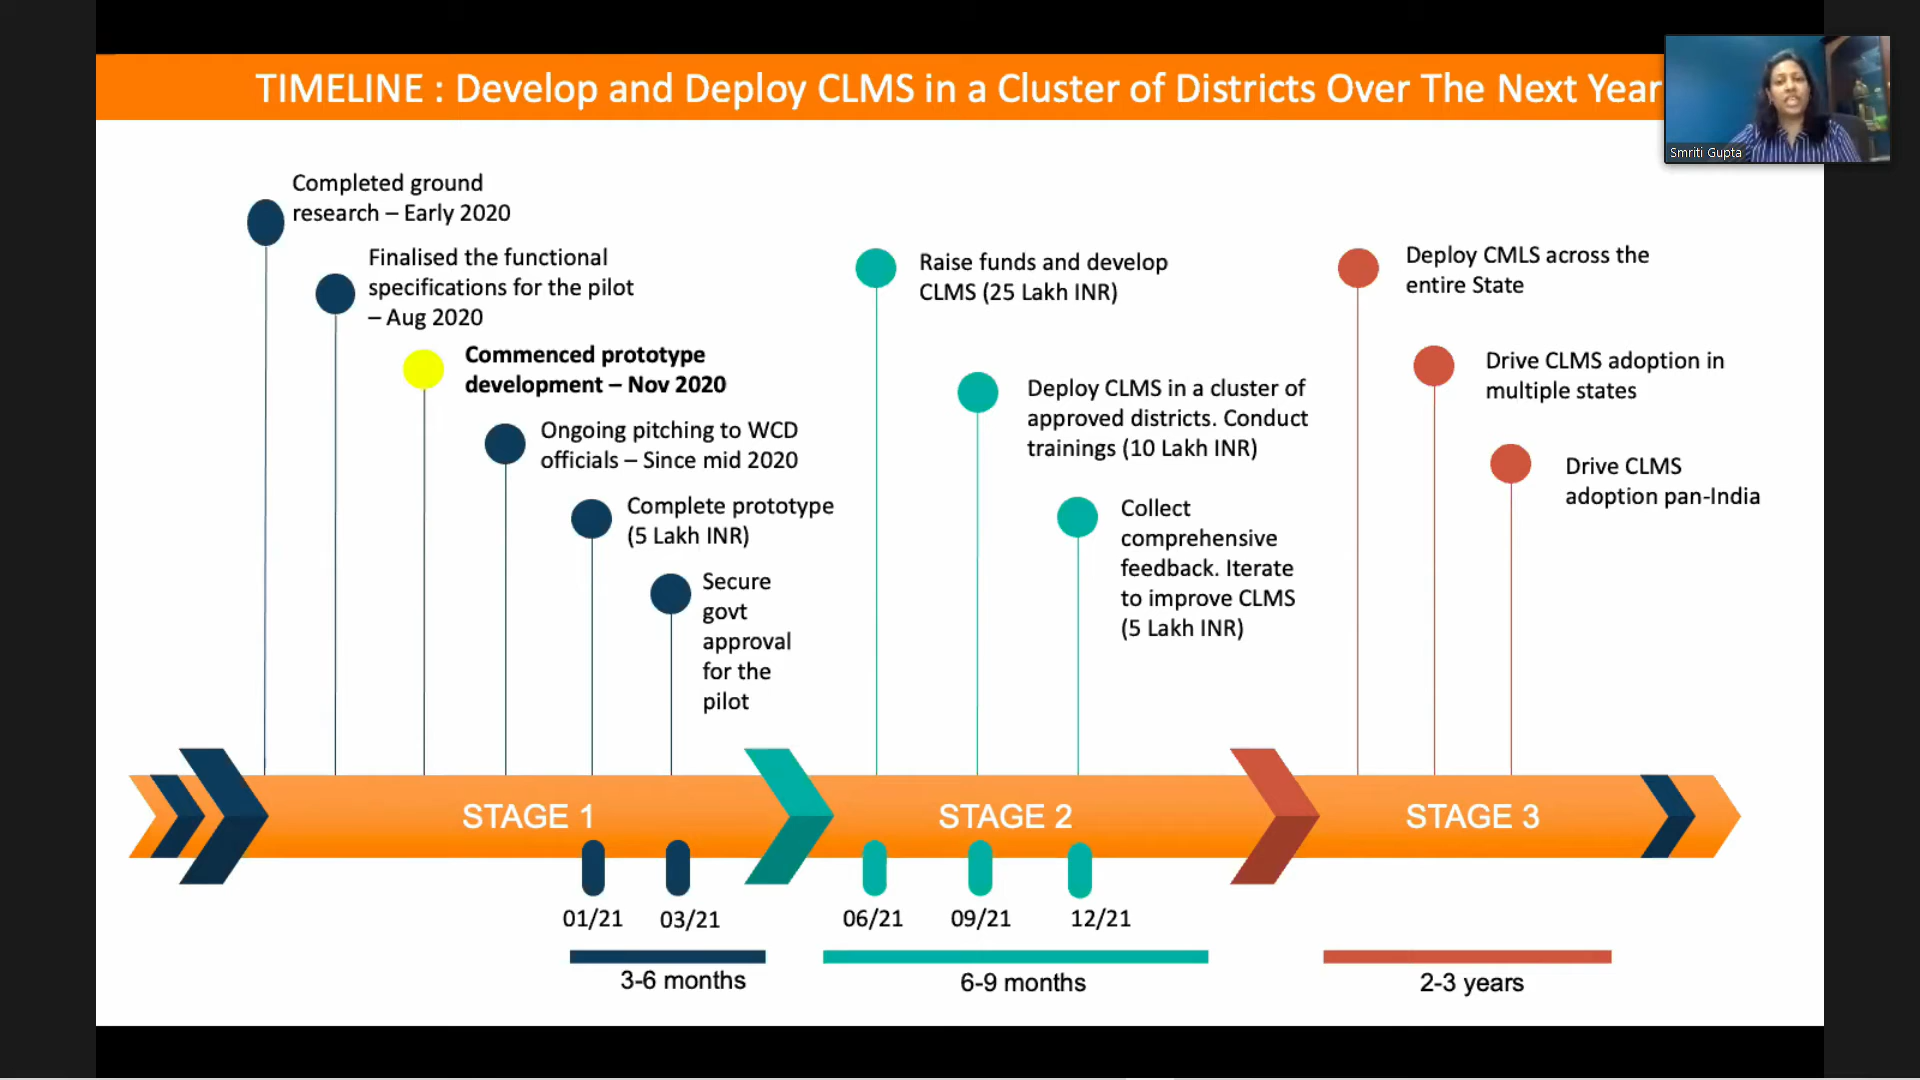 TIMELINE : Develop and Deploy CLMS in a Cluster of Districts Over The Next Year
Smriti Gupta
Completed ground
research – Early 2020
Finalised the functional
specifications for the pilot
– Aug 2020
Commenced prototype
development – Nov 2020
Ongoing pitching to WCD
officials – Since mid 2020
Complete prototype
(5 Lakh INR)
Secure
govt
approval
for the
pilot
Raise funds and develop
CLMS (25 Lakh INR)
Deploy CLMS in a cluster of
approved districts. Conduct
trainings (10 Lakh INR)
Collect
comprehensive
feedback. Iterate
to improve CLMS
(5 Lakh INR)
Deploy CMLS across the
entire State
Drive CLMS adoption in
multiple states
Drive CLMS
adoption pan-India
STAGE 1
STAGE 2
STAGE 3
01/21
03/21
06/21
09/21
12/21
3-6 months
6-9 months
2-3 years